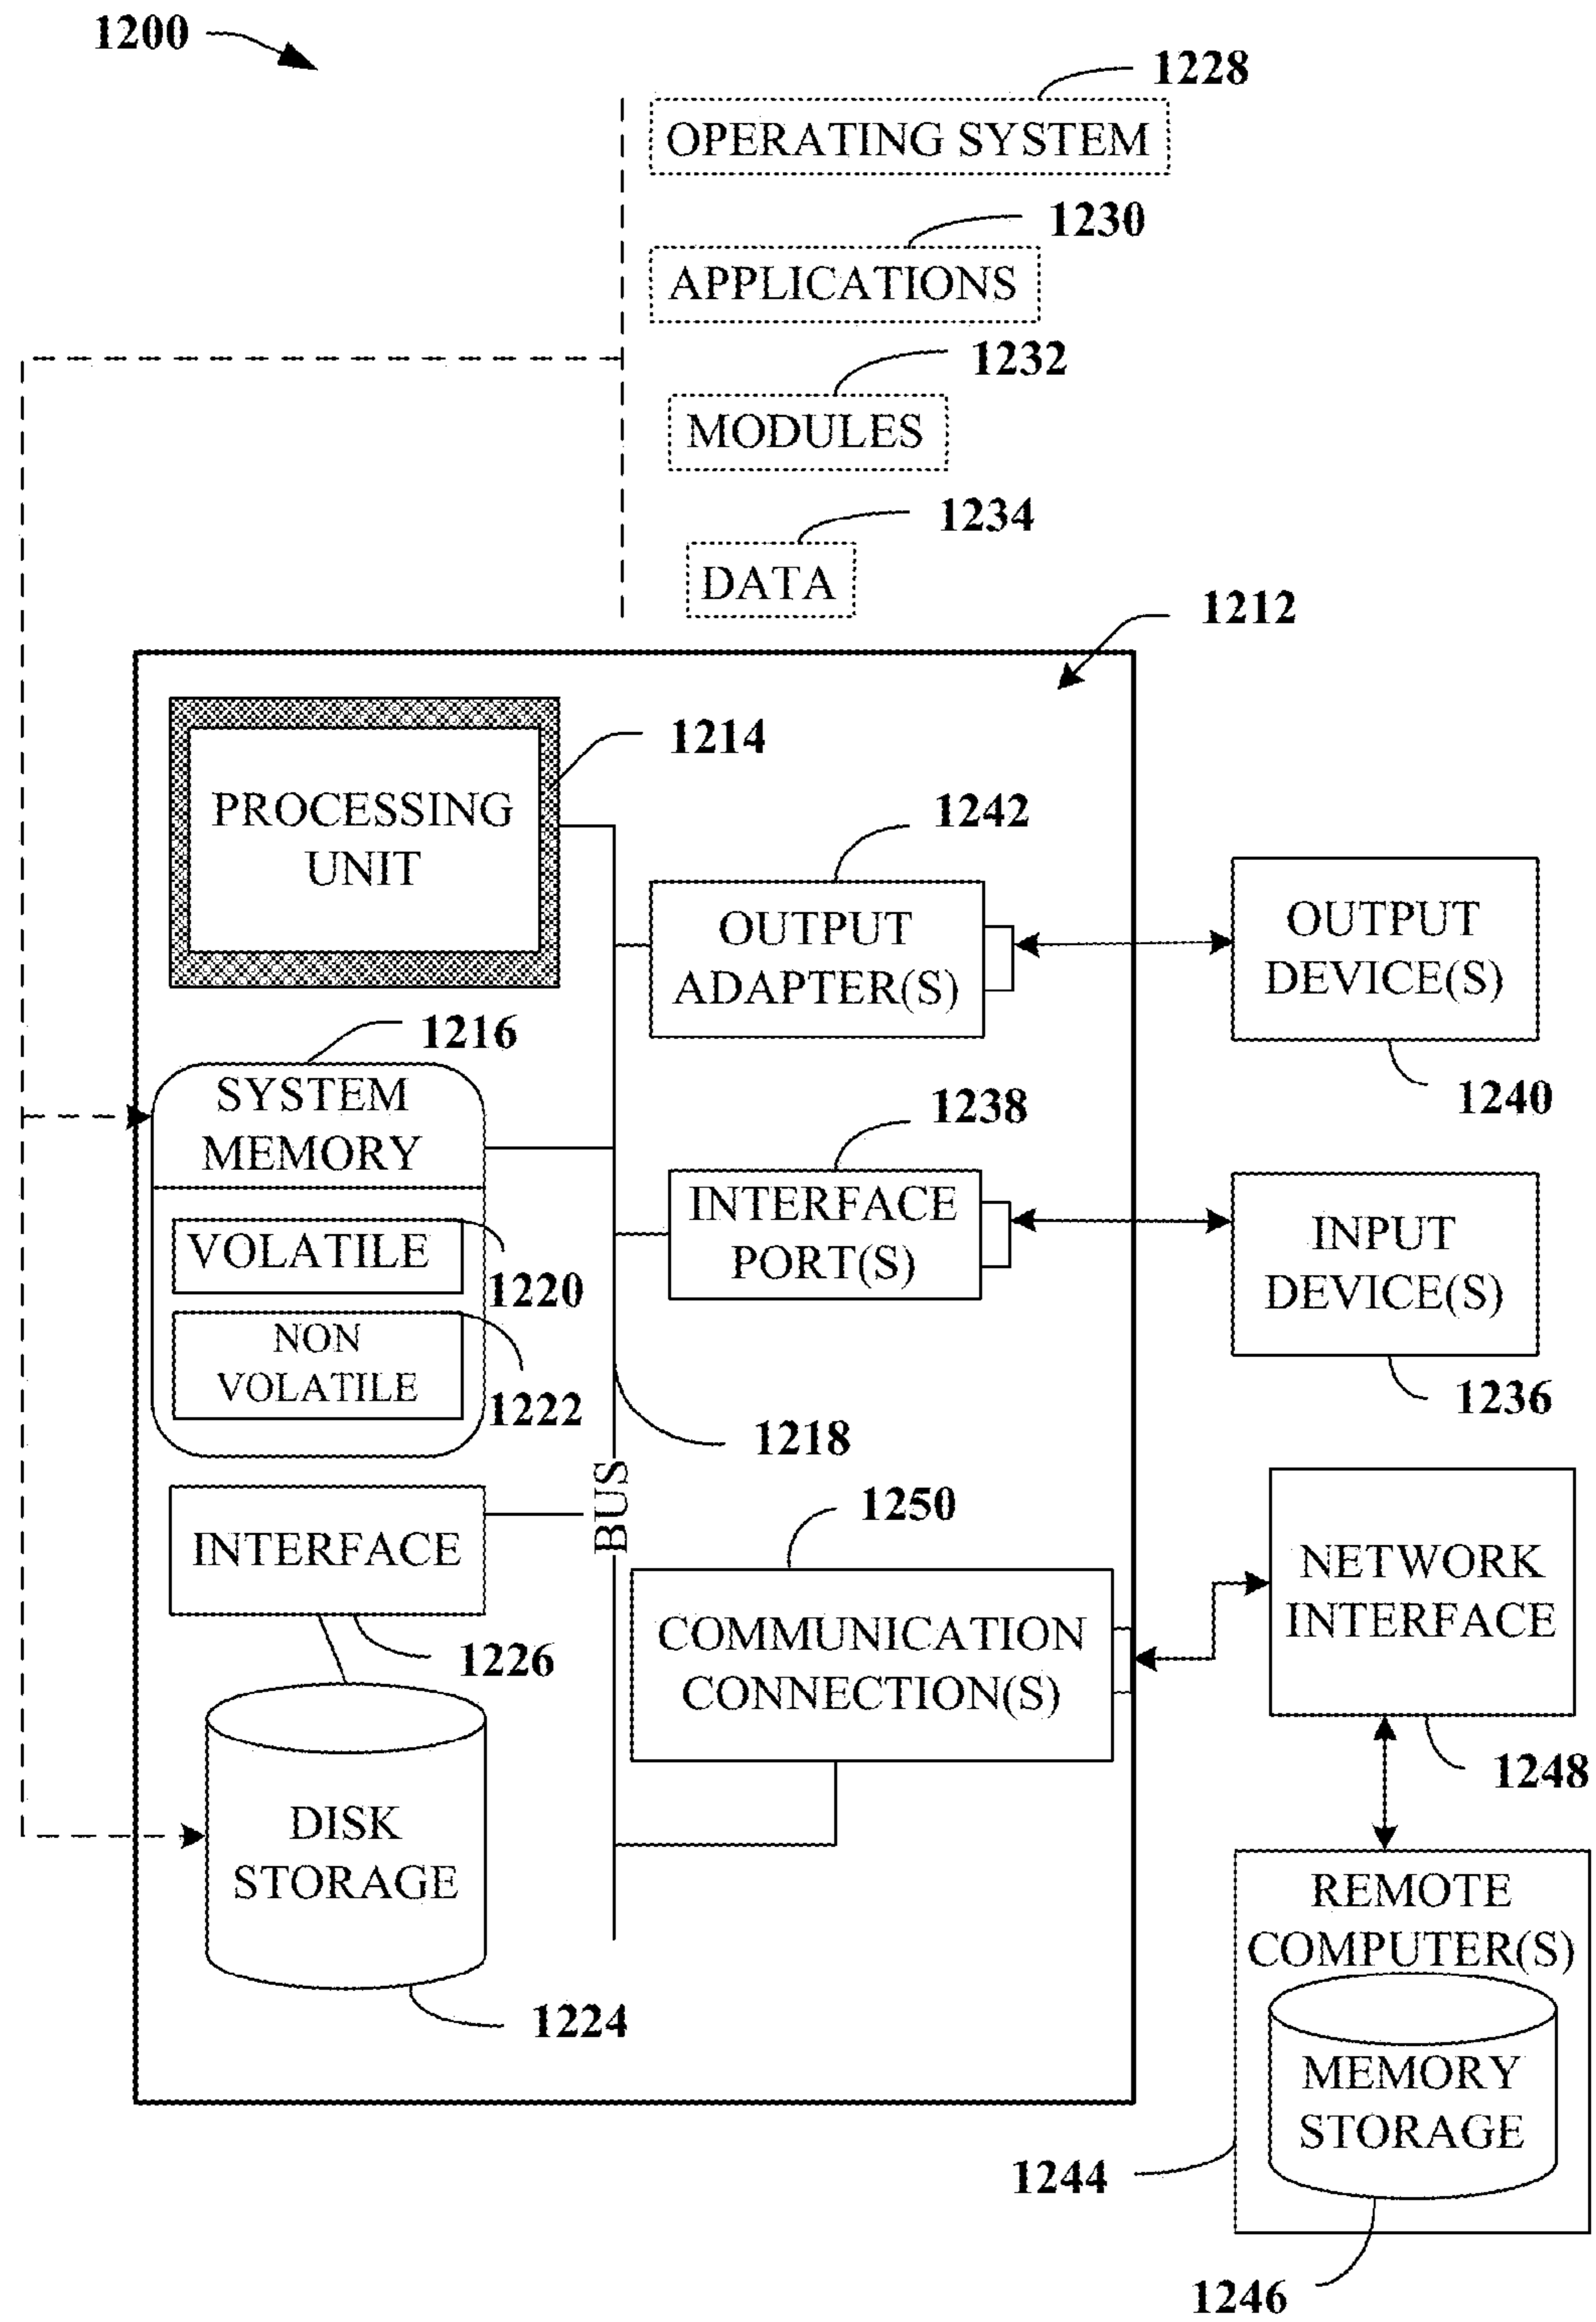 1200
1228
OPERATING SYSTEM
1230
APPLICATIONS
1232
MODULES
1234
DATA
1212
1214
PROCESSING
UNIT
1242
OUTPUT
ADAPTER(S)
OUTPUT
DEVICE(S)
1240
1216
SYSTEM
MEMORY
1238
INTERFACE
PORT(S)
INPUT
DEVICE(S)
1236
VOLATILE
1220
NON
VOLATILE
1222
1218
BUS
INTERFACE
1226
1250
COMMUNICATION
CONNECTION(S)
NETWORK
INTERFACE
1248
DISK
STORAGE
1224
REMOTE
COMPUTER(S)
MEMORY
STORAGE
1244
1246